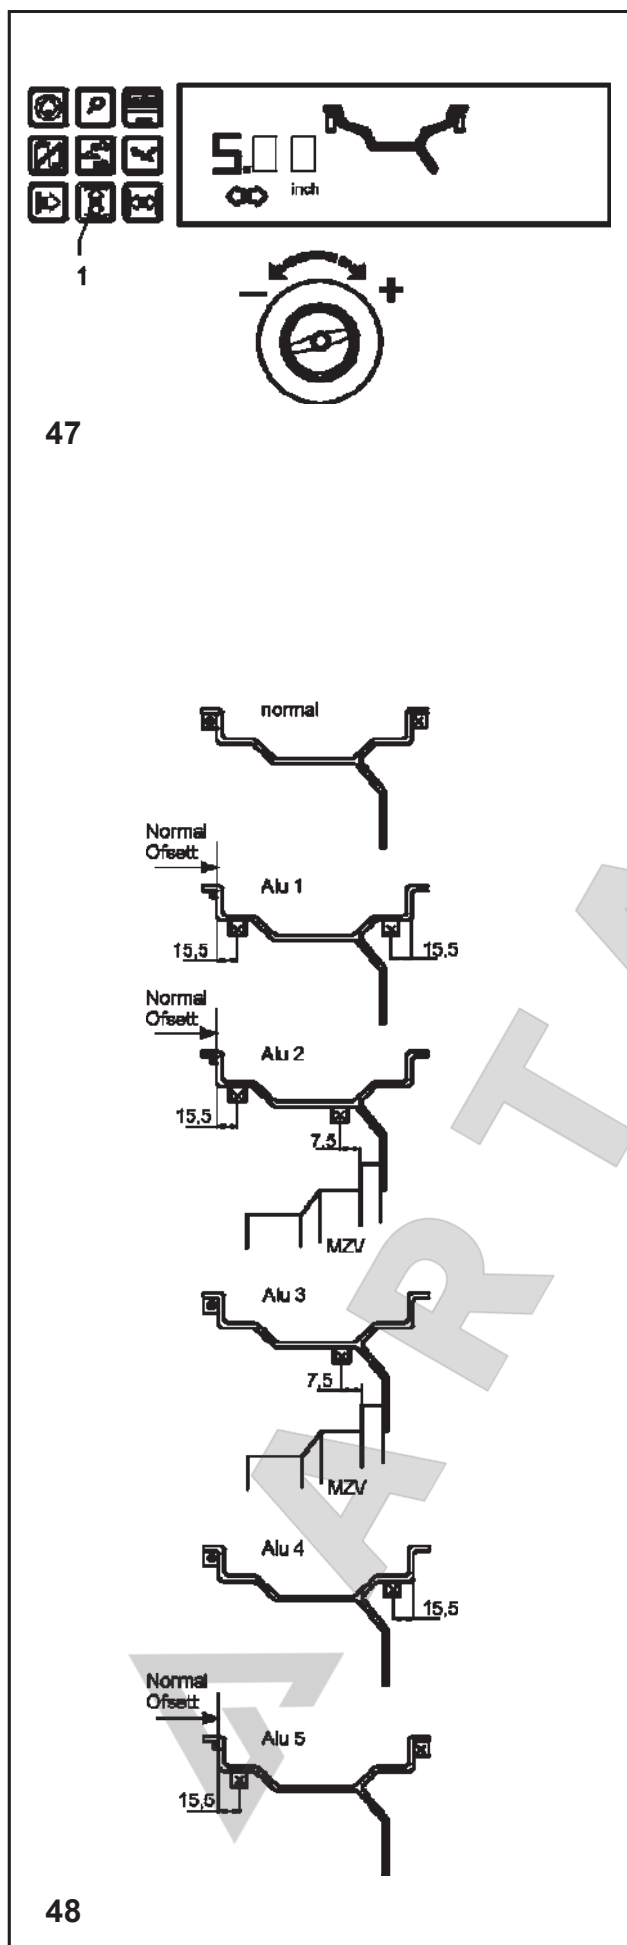 5.00
inch
1
– +
47
normal
Normal
Ofsett
Alu 1
15,5 15,5
Normal
Ofsett
Alu 2
15,5
7,5
MZV
Alu 3
7,5
MZV
Alu 4
15,5
Normal
Ofsett
Alu 5
15,5
48
ARTA